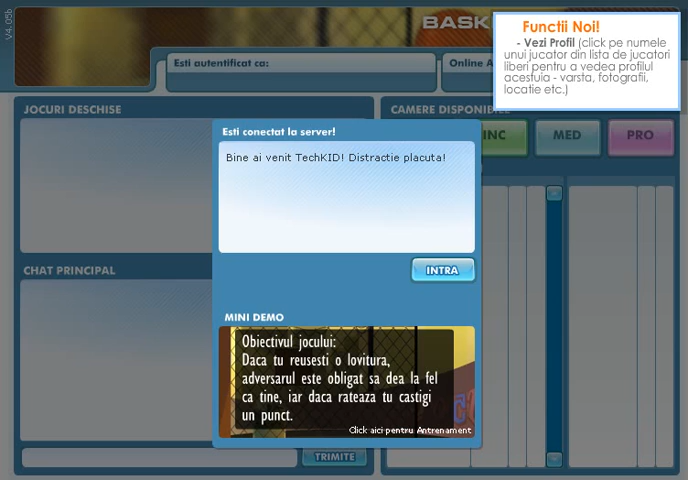 V4.05b
BASK
Functii Noi!
- Vezi Profil (click pe numele
unui jucator din lista de jucatori
liberi pentru a vedea profilul
acestuia - varsta, fotografii,
locatie etc.)
Esti autentificat ca:
Online A
JOCURI DESCHISE
CAMERE DISPONIBILE
INC
MED
PRO
Esti conectat la server!
Bine ai venit TechKID! Distractie placuta!
INTRA
CHAT PRINCIPAL
MINI DEMO
Obiectivul jocului:
Daca tu reusesti o lovitura,
adversarul este obligat sa dea la fel
ca tine, iar daca rateaza tu castigi
un punct.
Click aici pentru Antrenament
TRIMITE